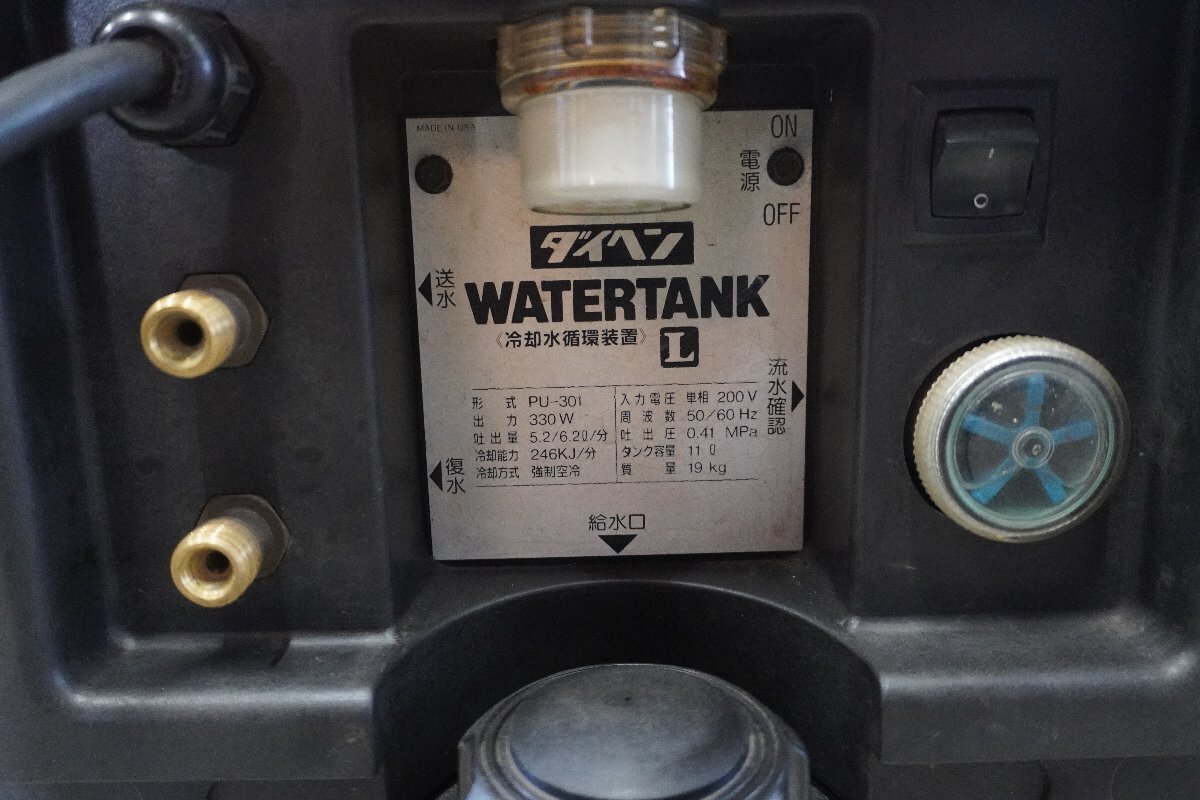 MADE IN USA
ON
電源
OFF
ダイヘン
送水
WATERTANK
《冷却水循環装置》 L
流水確認
形式 PU-301 入力電圧 単相 200V
出力 330W 周波数 50/60 Hz
吐出量 5.2/6.2ℓ/分 吐出圧 0.41 MPa
冷却能力 246KJ/分 タンク容量 11ℓ
冷却方式 強制空冷 質量 19 kg
復水
給水口